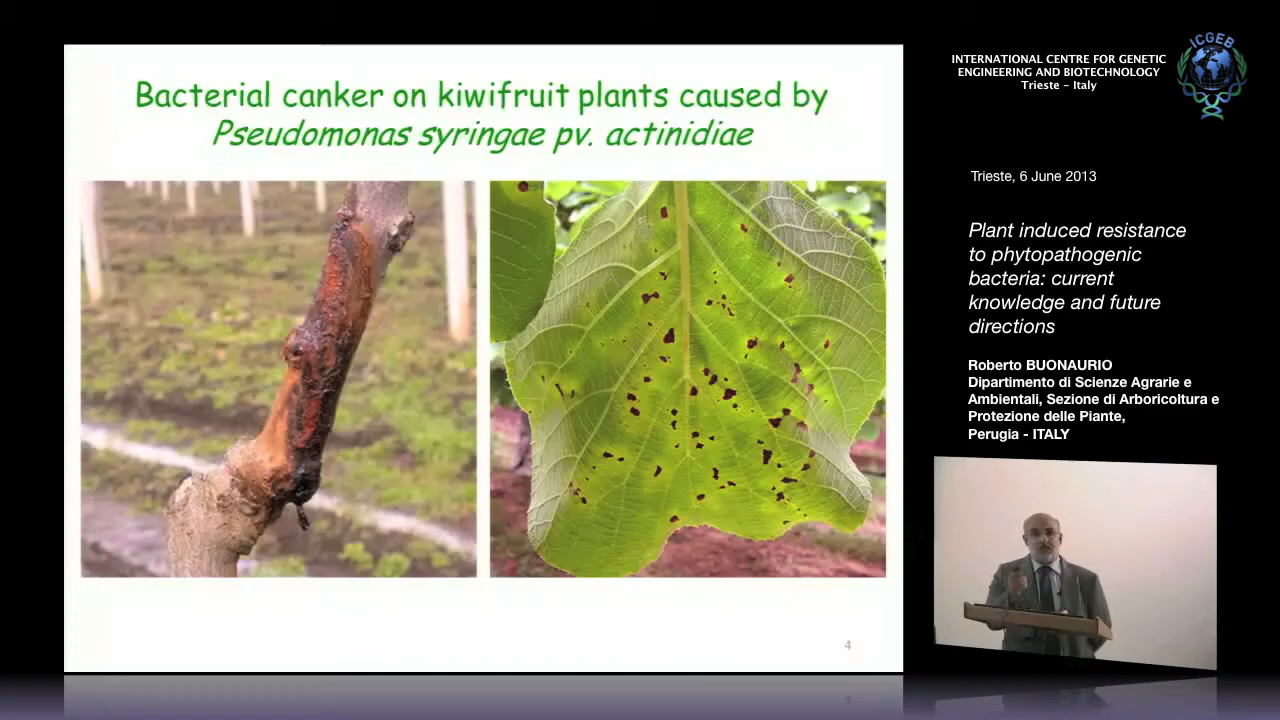 Bacterial canker on kiwifruit plants caused by
Pseudomonas syringae pv. actinidiae
4
INTERNATIONAL CENTRE FOR GENETIC
ENGINEERING AND BIOTECHNOLOGY
Trieste - Italy
ICGEB
Trieste, 6 June 2013
Plant induced resistance
to phytopathogenic
bacteria: current
knowledge and future
directions
Roberto BUONAURIO
Dipartimento di Scienze Agrarie e
Ambientali, Sezione di Arboricoltura e
Protezione delle Piante,
Perugia - ITALY